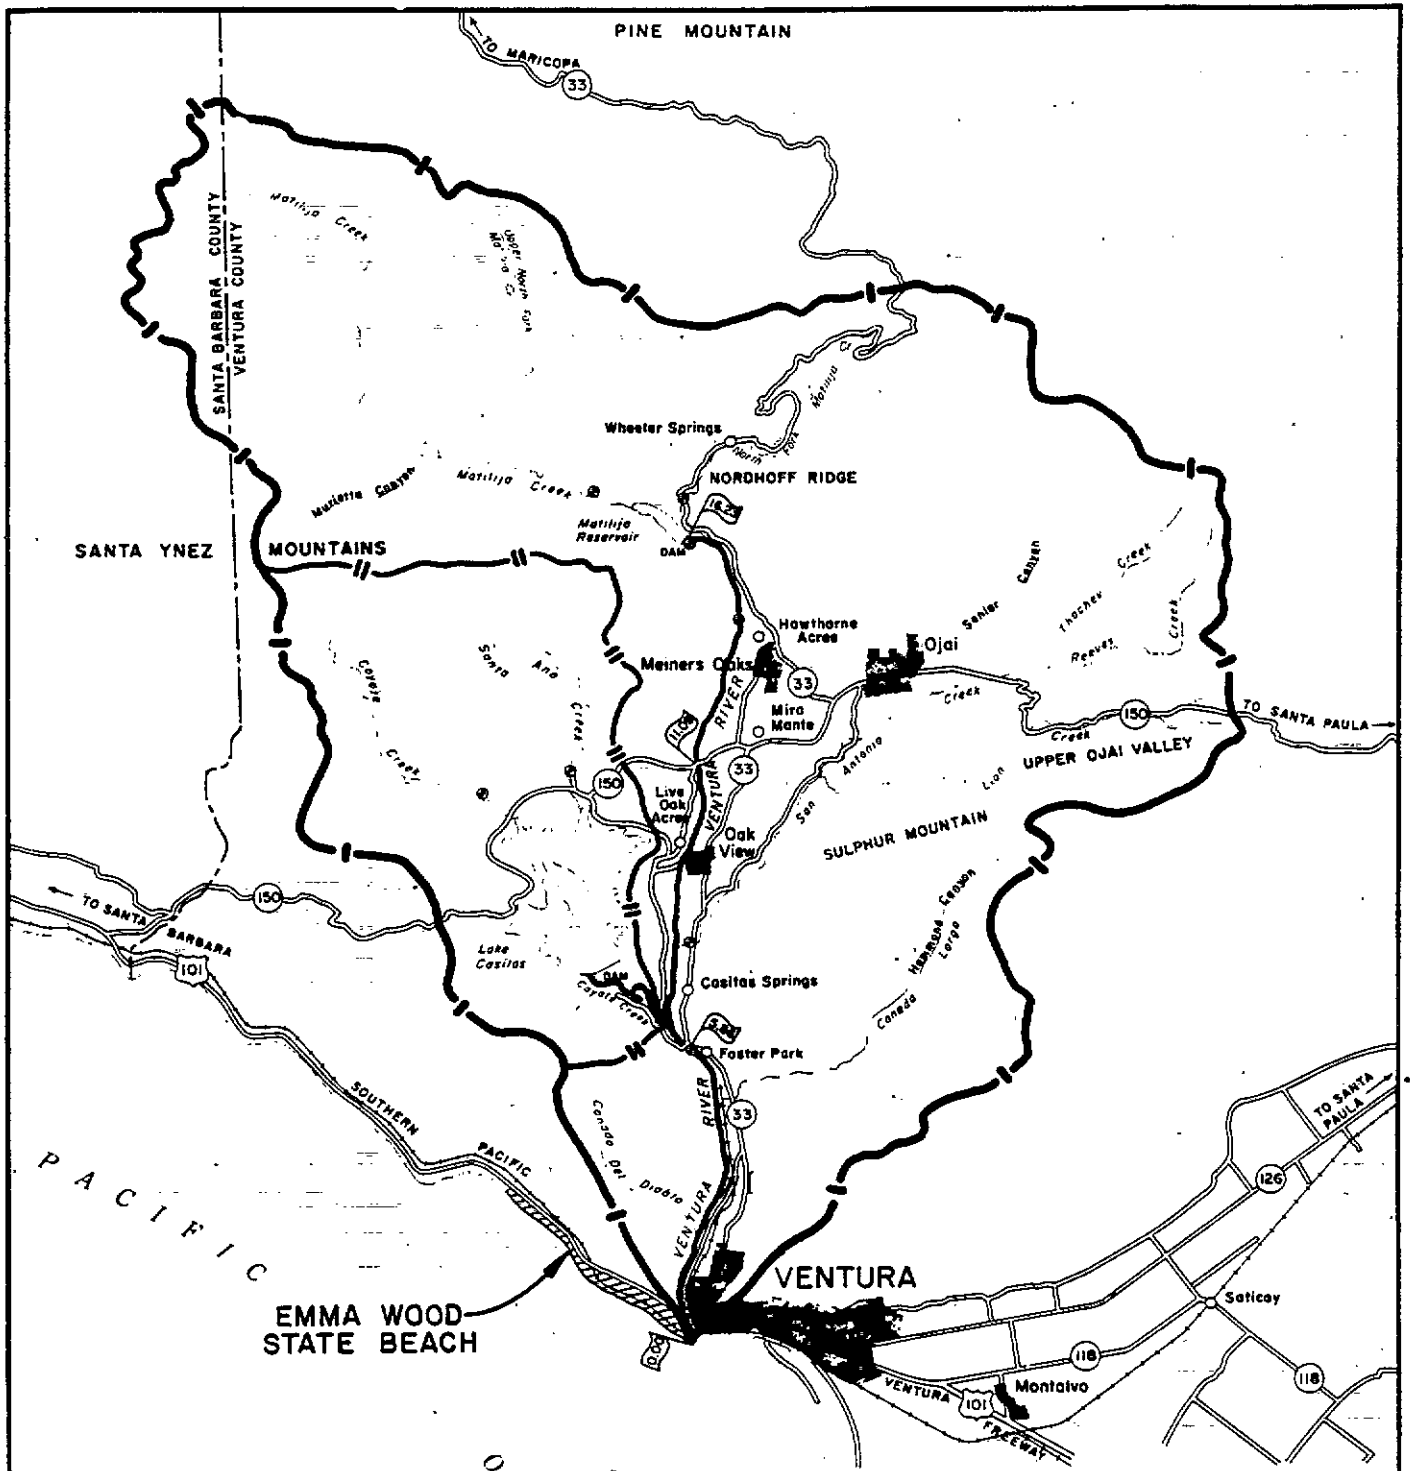 PINE MOUNTAIN
TO MARICOPA
33
Matilija Creek
Upper North Fork
SANTA BARBARA COUNTY
VENTURA COUNTY
Matilija Cr
North Fork
Wheeler Springs
NORDHOFF RIDGE
Murietta Canyon
Matilija Creek
Matilija
Reservoir
DAM
SANTA YNEZ MOUNTAINS
Senior Canyon
Thacher Creek
Reeves Creek
Hawthorne
Acres
Meiners Oaks
Ojai
33
Mira
Monte
Creek
Coyote Creek
Santa Ana Creek
RIVER
VENTURA
150
TO SANTA PAULA
Creek
UPPER OJAI VALLEY
Lion
San Antonio
33
150
Live
Oak
Acres
Oak
View
SULPHUR MOUNTAIN
TO SANTA BARBARA
150
101
Lake
Casitas
DAM
Coyote Creek
Casitas Springs
Hammond Canyon
Canada Larga
5.94
Foster Park
RIVER
VENTURA
33
Canada Del Diablo
SOUTHERN PACIFIC
PACIFIC
TO SANTA
PAULA
126
VENTURA
EMMA WOOD
STATE BEACH
0.00
Saticoy
118
118
Montalvo
VENTURA
101
FREEWAY
O